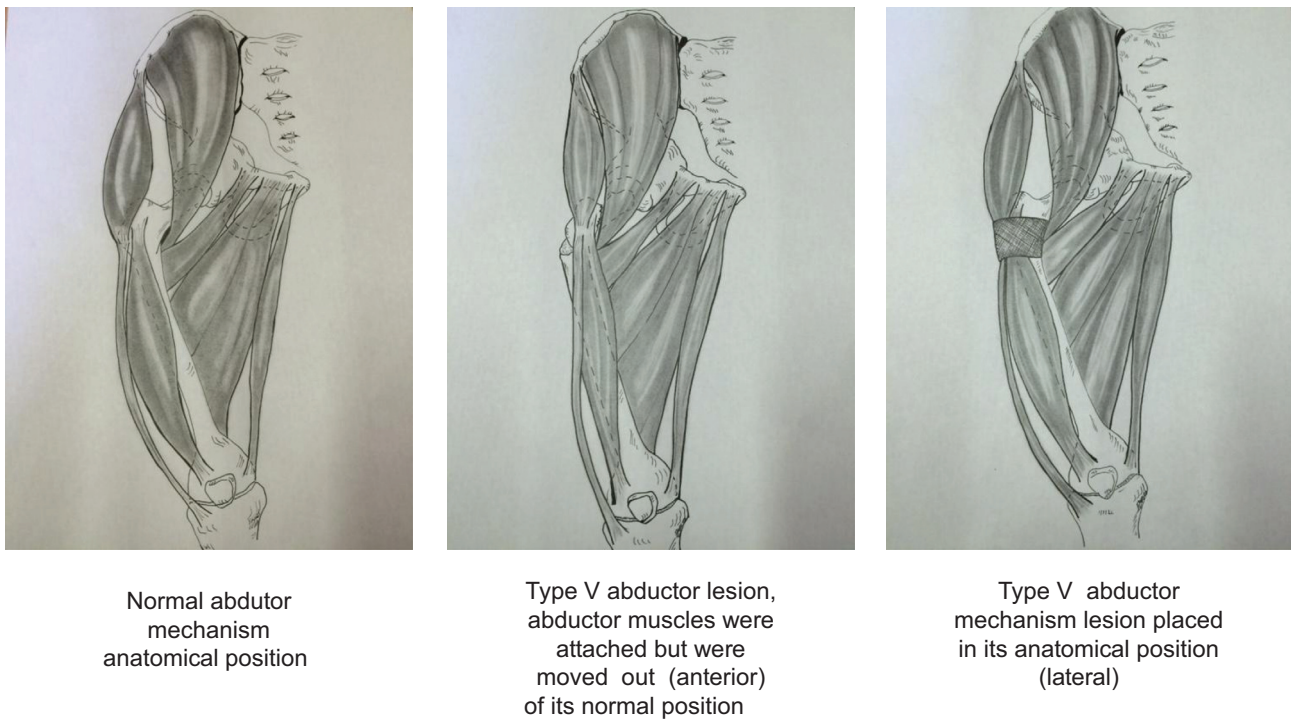 Normal abdutor
mechanism
anatomical position
Type V abductor lesion,
abductor muscles were
attached but were
moved out (anterior)
of its normal position
Type V abductor
mechanism lesion placed
in its anatomical position
(lateral)